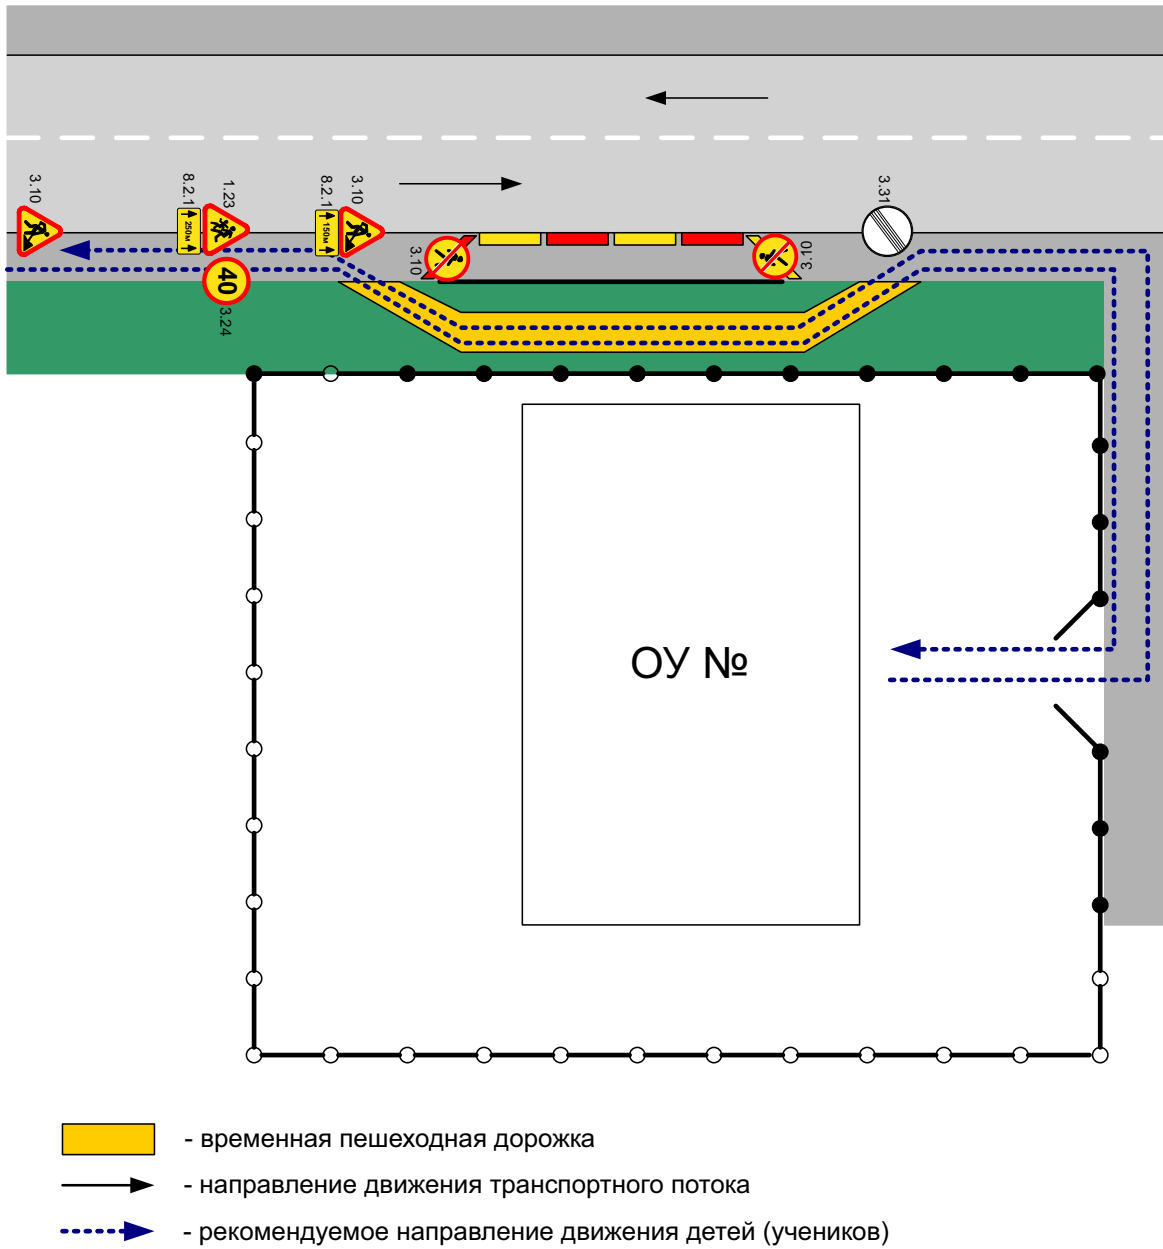 3.10
8.2.1
1.23
8.2.1
3.10
3.31
250м
150м
3.10
3.10
40
3.24
ОУ №
- временная пешеходная дорожка
- направление движения транспортного потока
- рекомендуемое направление движения детей (учеников)